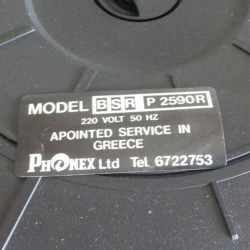 MODEL BSR P 2590R
220 VOLT 50 HZ
APOINTED SERVICE IN
GREECE
PHONEX Ltd Tel. 6722753